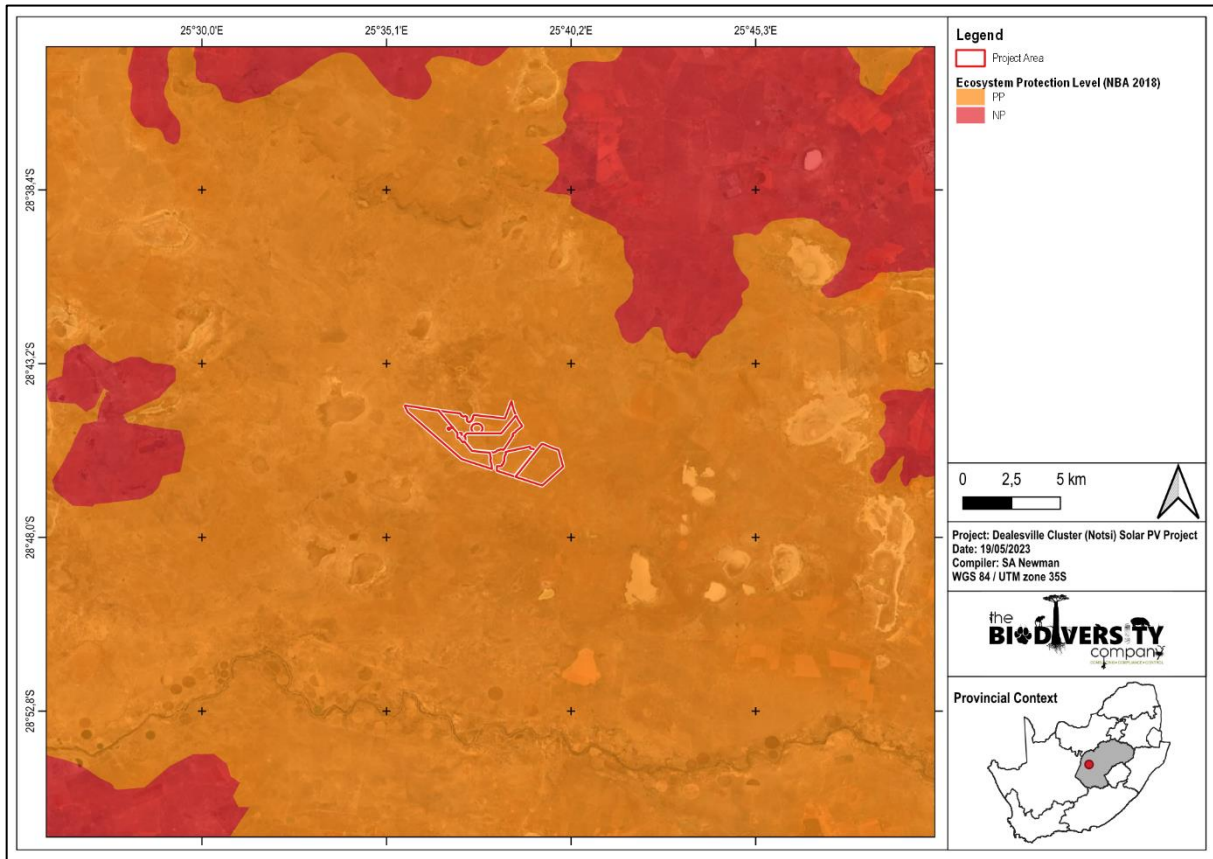 25°30,0'E 25°35,1'E 25°40,2'E 25°45,3'E
28°38,4'S
28°43,2'S
28°48,0'S
28°52,8'S
Legend
Project Area
Ecosystem Protection Level (NBA 2018)
PP
NP
0 2,5 5 km
Project: Dealesville Cluster (Notsi) Solar PV Project
Date: 19/05/2023
Compiler: SA Newman
WGS 84 / UTM zone 35S
the
BIODIVERSITY
company
Provincial Context